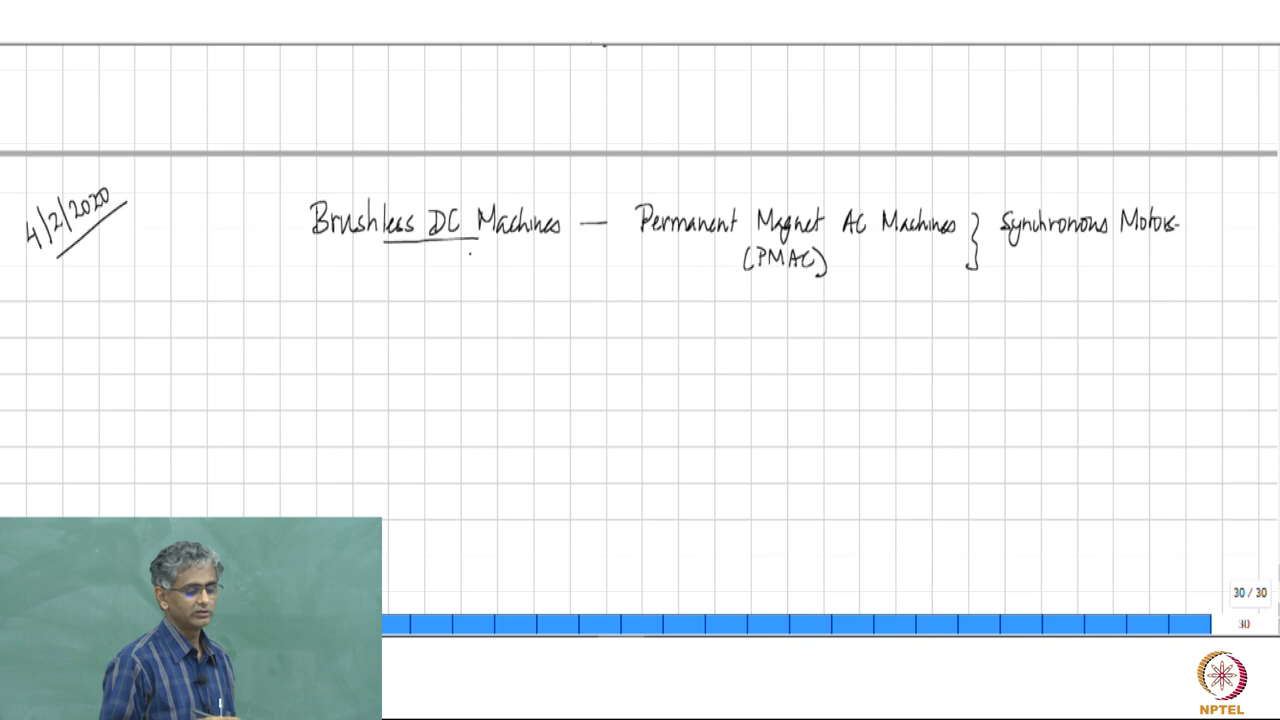 4/2/2020
Brushless DC Machines — Permanent Magnet AC Machines } Synchronous Motors.
(PMAC)
30 / 30
30
NPTEL